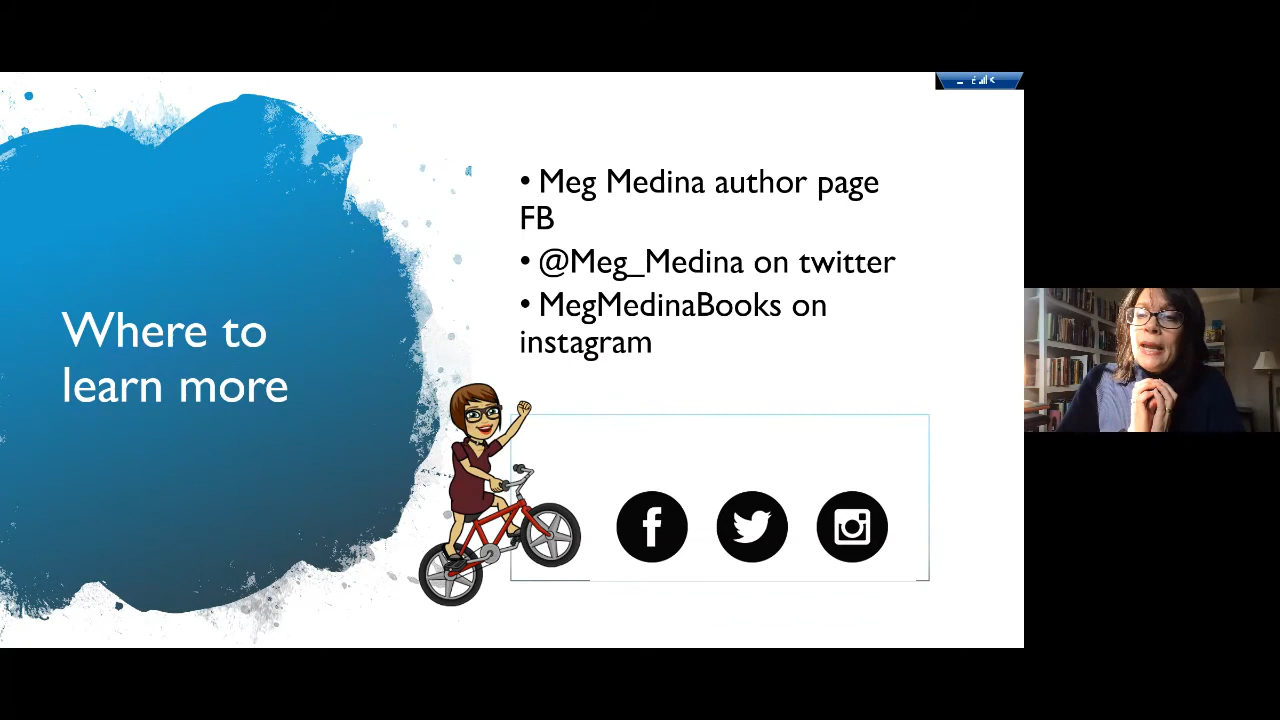 Where to
learn more
• Meg Medina author page
FB
• @Meg_Medina on twitter
• MegMedinaBooks on
instagram